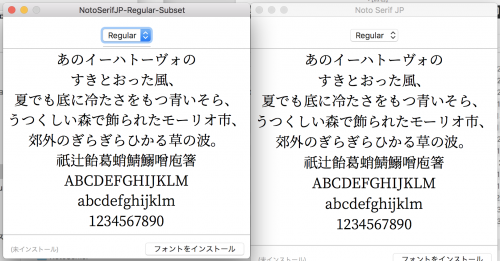 NotoSerifJP-Regular-Subset
Regular
あのイーハトーヴォの
すきとおった風、
夏でも底に冷たさをもつ青いそら、
うつくしい森で飾られたモーリオ市、
郊外のぎらぎらひかる草の波。
祇辻飴葛蛸鯖鰯噌庖箸
ABCDEFGHIJKLM
abcdefghijklm
1234567890
(未インストール)
フォントをインストール
Noto Serif JP
Regular
あのイーハトーヴォの
すきとおった風、
夏でも底に冷たさをもつ青いそら、
うつくしい森で飾られたモーリオ市、
郊外のぎらぎらひかる草の波。
祇辻飴葛蛸鯖鰯噌庖箸
ABCDEFGHIJKLM
abcdefghijklm
1234567890
(未インストール)
フォントをインストール